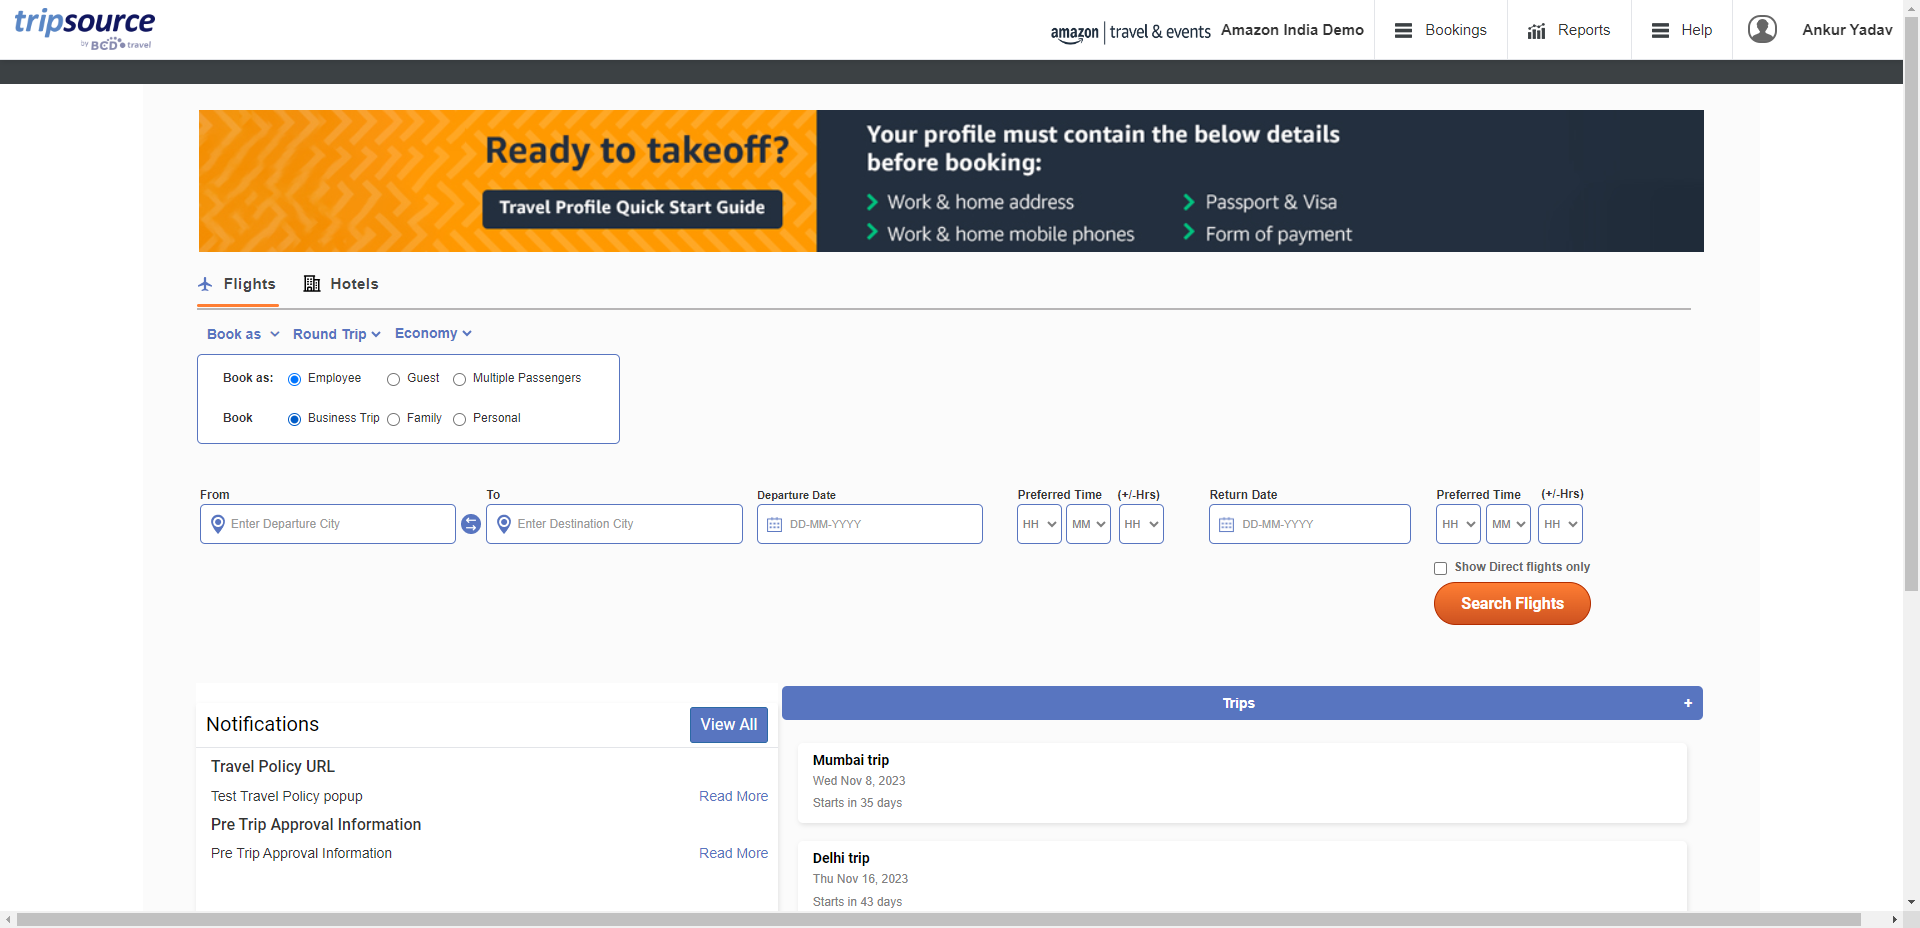 tripsource
by BCD travel
amazon | travel & events Amazon India Demo
Bookings
Reports
Help
Ankur Yadav
Ready to takeoff?
Travel Profile Quick Start Guide
Your profile must contain the below details
before booking:
Work & home address
Passport & Visa
Work & home mobile phones
Form of payment
Flights
Hotels
Book as
Round Trip
Economy
Book as: Employee Guest Multiple Passengers
Book Business Trip Family Personal
From
To
Departure Date
Preferred Time (+/-Hrs)
Return Date
Preferred Time (+/-Hrs)
Enter Departure City
Enter Destination City
DD-MM-YYYY
HH MM HH
DD-MM-YYYY
HH MM HH
Show Direct flights only
Search Flights
Notifications
View All
Travel Policy URL
Test Travel Policy popup Read More
Pre Trip Approval Information
Pre Trip Approval Information Read More
Trips +
Mumbai trip
Wed Nov 8, 2023
Starts in 35 days
Delhi trip
Thu Nov 16, 2023
Starts in 43 days